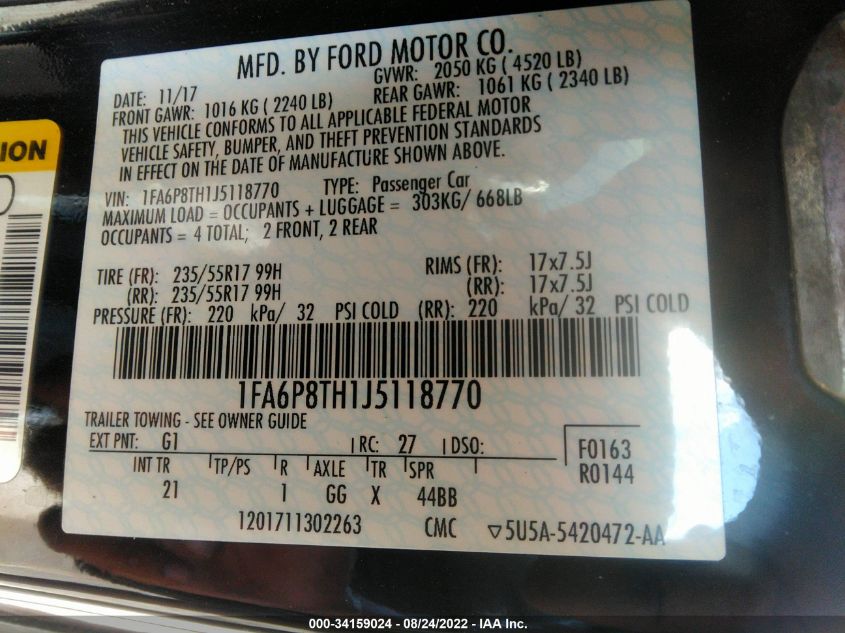 MFD. BY FORD MOTOR CO.
DATE: 11/17 GVWR: 2050 KG ( 4520 LB)
FRONT GAWR: 1016 KG ( 2240 LB) REAR GAWR: 1061 KG ( 2340 LB)
THIS VEHICLE CONFORMS TO ALL APPLICABLE FEDERAL MOTOR
VEHICLE SAFETY, BUMPER, AND THEFT PREVENTION STANDARDS
IN EFFECT ON THE DATE OF MANUFACTURE SHOWN ABOVE.
VIN: 1FA6P8TH1J5118770 TYPE: Passenger Car
MAXIMUM LOAD = OCCUPANTS + LUGGAGE = 303KG/ 668LB
OCCUPANTS = 4 TOTAL; 2 FRONT, 2 REAR
TIRE (FR): 235/55R17 99H RIMS (FR): 17x7.5J
(RR): 235/55R17 99H (RR): 17x7.5J
PRESSURE (FR): 220 kPa/ 32 PSI COLD (RR): 220 kPa/ 32 PSI COLD
1FA6P8TH1J5118770
TRAILER TOWING - SEE OWNER GUIDE
EXT PNT: G1 RC: 27 DSO: F0163
INT TR TP/PS R AXLE TR SPR R0144
21 1 GG X 44BB
1201711302263 CMC ▽5U5A-5420472-AA
000-34159024 - 08/24/2022 - IAA Inc.